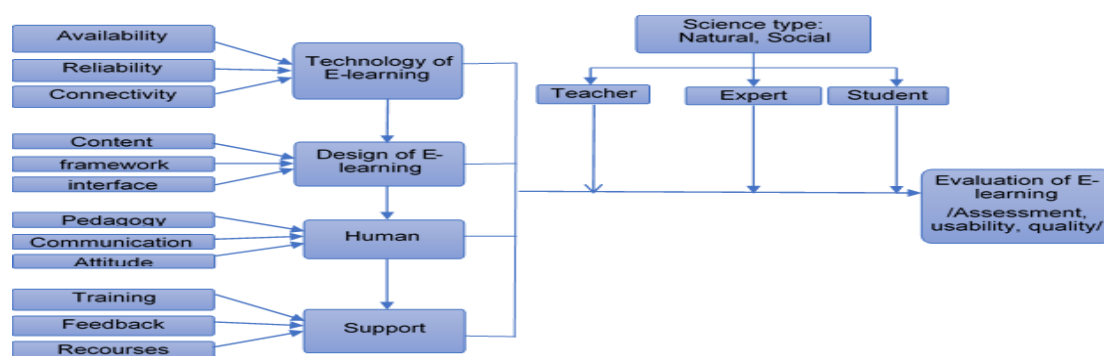 Availability
Reliability
Connectivity
Technology of
E-learning
Content
framework
interface
Design of E-
learning
Pedagogy
Communication
Attitude
Human
Training
Feedback
Recourses
Support
Science type:
Natural, Social
Teacher
Expert
Student
Evaluation of E-
learning
/Assessment,
usability, quality/